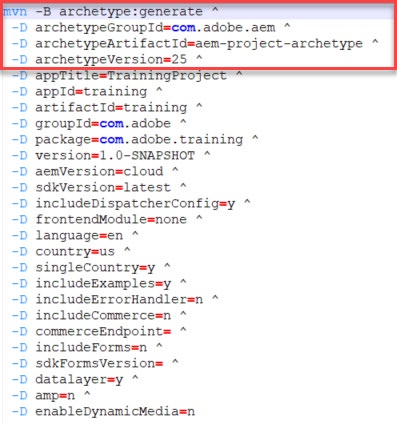 mvn -B archetype:generate ^
-D archetypeGroupId=com.adobe.aem ^
-D archetypeArtifactId=aem-project-archetype ^
-D archetypeVersion=25 ^
-D appTitle=TrainingProject ^
-D appId=training ^
-D artifactId=training ^
-D groupId=com.adobe ^
-D package=com.adobe.training ^
-D version=1.0-SNAPSHOT ^
-D aemVersion=cloud ^
-D sdkVersion=latest ^
-D includeDispatcherConfig=y ^
-D frontendModule=none ^
-D language=en ^
-D country=us ^
-D singleCountry=y ^
-D includeExamples=y ^
-D includeErrorHandler=n ^
-D includeCommerce=n ^
-D commerceEndpoint= ^
-D includeForms=n ^
-D sdkFormsVersion= ^
-D datalayer=y ^
-D amp=n ^
-D enableDynamicMedia=n